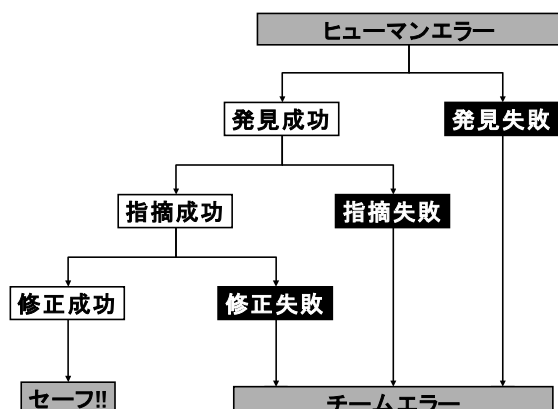 ヒューマンエラー
発見成功
発見失敗
指摘成功
指摘失敗
修正成功
修正失敗
セーフ!!
チームエラー